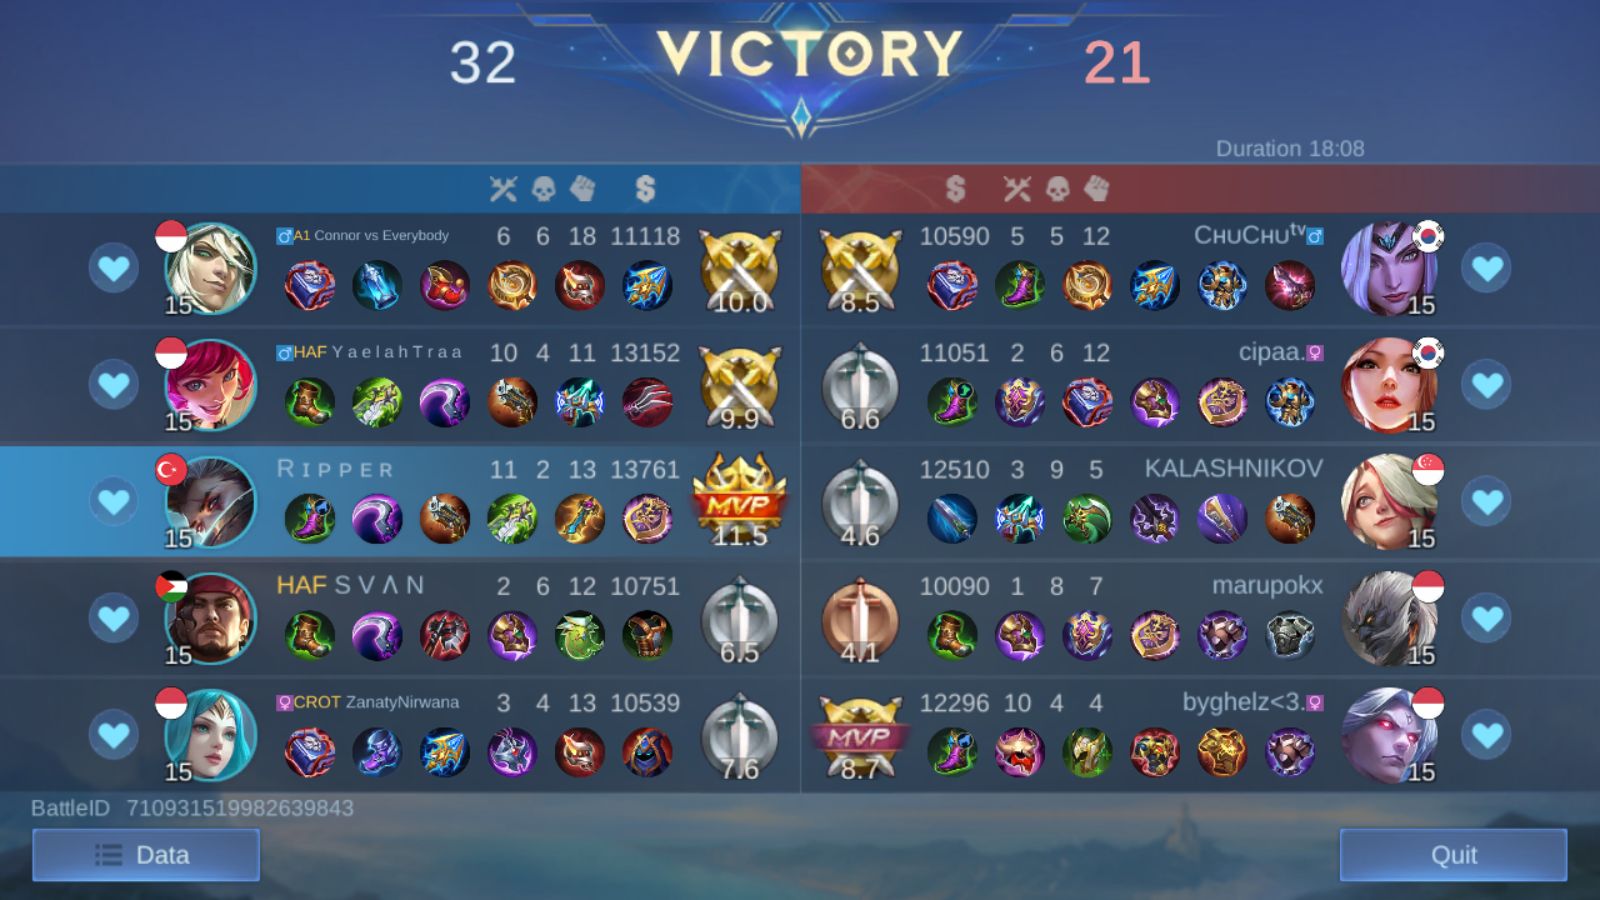 32 VICTORY 21
Duration 18:08
A1 Connor vs Everybody 6 6 18 11118
15 10.0
10590 5 5 12 CHUCHUtv
8.5 15
HAF YaelahTraa 10 4 11 13152
15 9.9
11051 2 6 12 cipaa.
6.6 15
RIPPER 11 2 13 13761
MVP
15 11.5
12510 3 9 5 KALASHNIKOV
4.6 15
HAF SVΛN 2 6 12 10751
15 6.5
10090 1 8 7 marupokx
4.1 15
CROT ZanatyNirwana 3 4 13 10539
15 7.6
12296 10 4 4 byghelz<3.
MVP
8.7 15
BattleID 710931519982639843
Data
Quit